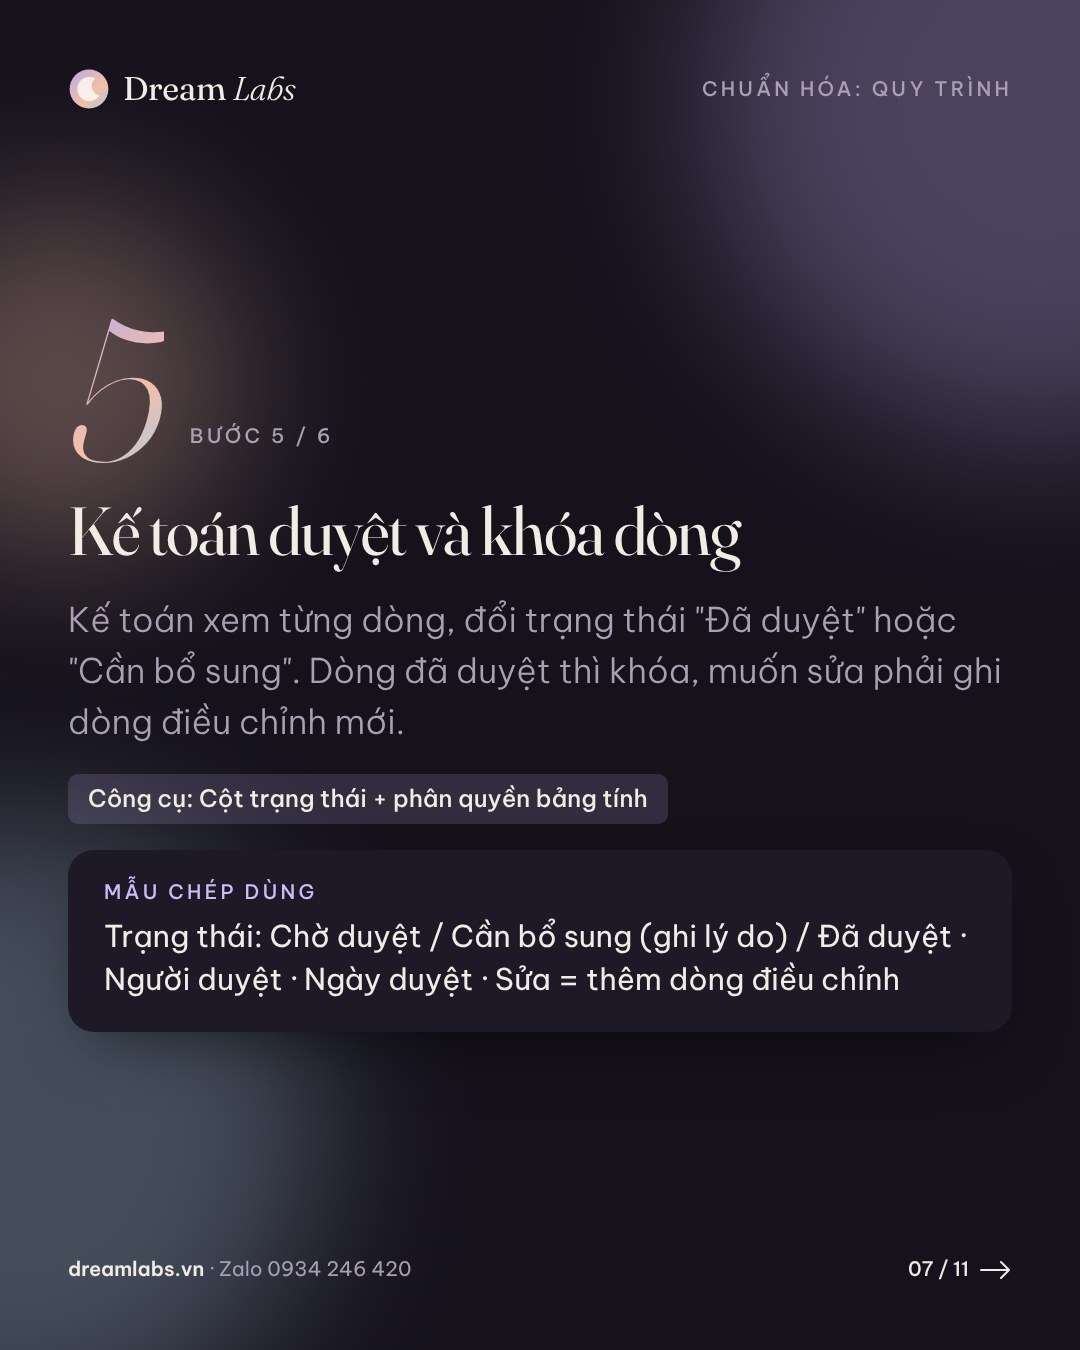 Dream Labs
CHUẨN HÓA: QUY TRÌNH
5
BƯỚC 5 / 6
Kế toán duyệt và khóa dòng
Kế toán xem từng dòng, đổi trạng thái "Đã duyệt" hoặc
"Cần bổ sung". Dòng đã duyệt thì khóa, muốn sửa phải ghi
dòng điều chỉnh mới.
Công cụ: Cột trạng thái + phân quyền bảng tính
MẪU CHÉP DÙNG
Trạng thái: Chờ duyệt / Cần bổ sung (ghi lý do) / Đã duyệt ·
Người duyệt · Ngày duyệt · Sửa = thêm dòng điều chỉnh
dreamlabs.vn · Zalo 0934 246 420
07 / 11 →